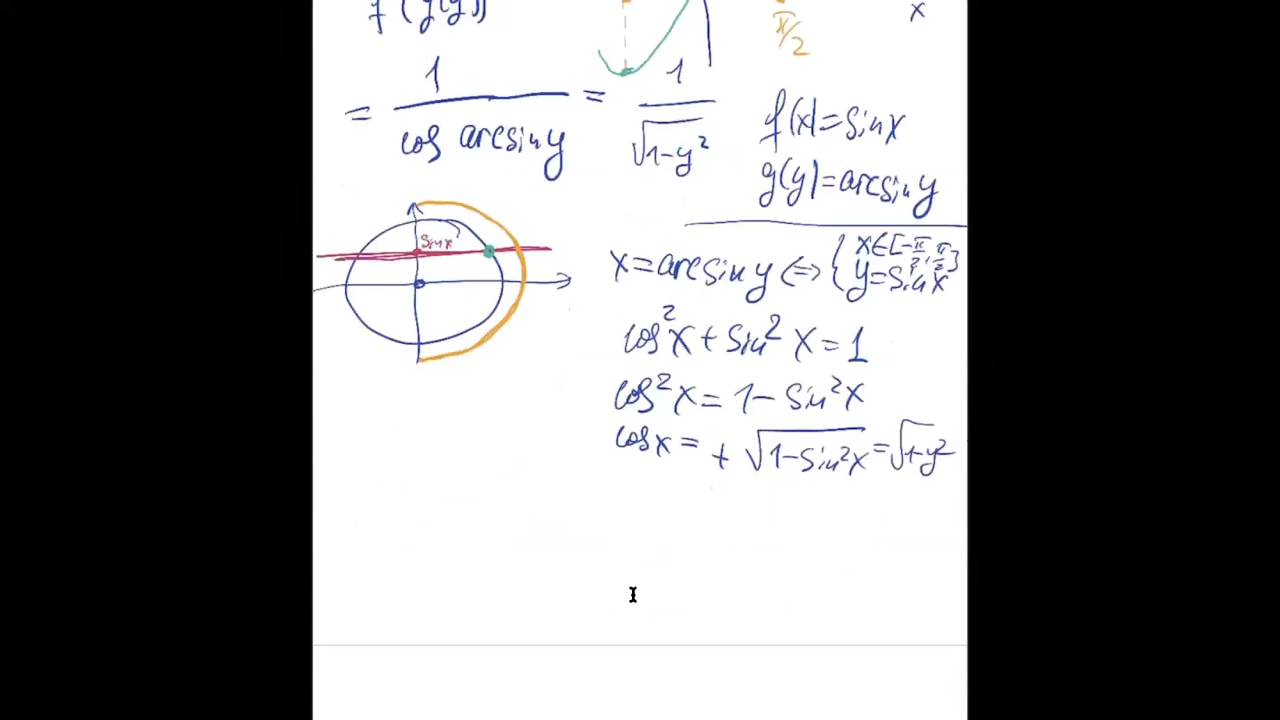 f'(g(y))
x
π/2
= 1/(cos arcsin y) = 1/√(1-y²)
f(x)=sin x
g(y)=arcsin y
sin x
x=arcsin y ⇔ { x∈[-π/2, π/2]
y=sin x
cos²x + sin²x = 1
cos²x = 1 - sin²x
cos x = + √(1-sin²x) = √(1-y²)